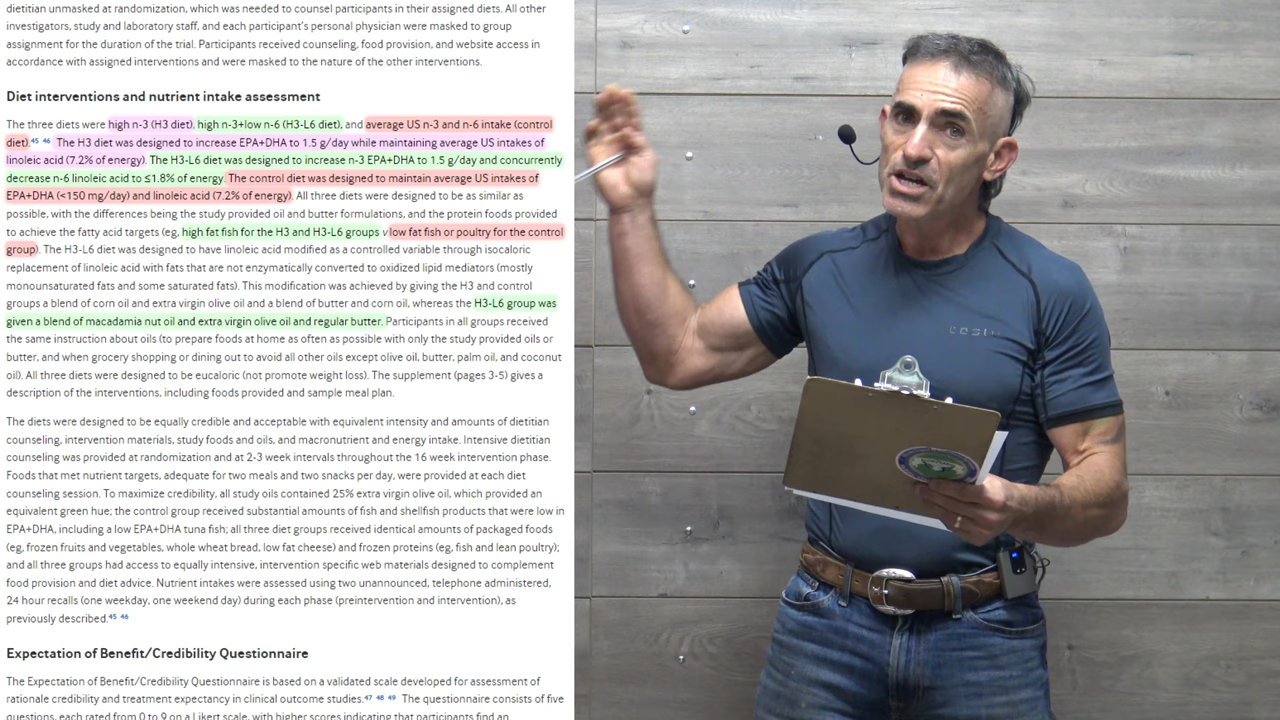 dietitian unmasked at randomization, which was needed to counsel participants in their assigned diets. All other
investigators, study and laboratory staff, and each participant's personal physician were masked to group
assignment for the duration of the trial. Participants received counseling, food provision, and website access in
accordance with assigned interventions and were masked to the nature of the other interventions.
Diet interventions and nutrient intake assessment
The three diets were high n-3 (H3 diet), high n-3+low n-6 (H3-L6 diet), and average US n-3 and n-6 intake (control
diet).45 46 The H3 diet was designed to increase EPA+DHA to 1.5 g/day while maintaining average US intakes of
linoleic acid (7.2% of energy). The H3-L6 diet was designed to increase n-3 EPA+DHA to 1.5 g/day and concurrently
decrease n-6 linoleic acid to ≤1.8% of energy. The control diet was designed to maintain average US intakes of
EPA+DHA (<150 mg/day) and linoleic acid (7.2% of energy). All three diets were designed to be as similar as
possible, with the differences being the study provided oil and butter formulations, and the protein foods provided
to achieve the fatty acid targets (eg, high fat fish for the H3 and H3-L6 groups v low fat fish or poultry for the control
group). The H3-L6 diet was designed to have linoleic acid modified as a controlled variable through isocaloric
replacement of linoleic acid with fats that are not enzymatically converted to oxidized lipid mediators (mostly
monounsaturated fats and some saturated fats). This modification was achieved by giving the H3 and control
groups a blend of corn oil and extra virgin olive oil and a blend of butter and corn oil, whereas the H3-L6 group was
given a blend of macadamia nut oil and extra virgin olive oil and regular butter. Participants in all groups received
the same instruction about oils (to prepare foods at home as often as possible with only the study provided oils or
butter, and when grocery shopping or dining out to avoid all other oils except olive oil, butter, palm oil, and coconut
oil). All three diets were designed to be eucaloric (not promote weight loss). The supplement (pages 3-5) gives a
description of the interventions, including foods provided and sample meal plan.
The diets were designed to be equally credible and acceptable with equivalent intensity and amounts of dietitian
counseling, intervention materials, study foods and oils, and macronutrient and energy intake. Intensive dietitian
counseling was provided at randomization and at 2-3 week intervals throughout the 16 week intervention phase.
Foods that met nutrient targets, adequate for two meals and two snacks per day, were provided at each diet
counseling session. To maximize credibility, all study oils contained 25% extra virgin olive oil, which provided an
equivalent green hue; the control group received substantial amounts of fish and shellfish products that were low in
EPA+DHA, including a low EPA+DHA tuna fish; all three diet groups received identical amounts of packaged foods
(eg, frozen fruits and vegetables, whole wheat bread, low fat cheese) and frozen proteins (eg, fish and lean poultry);
and all three groups had access to equally intensive, intervention specific web materials designed to complement
food provision and diet advice. Nutrient intakes were assessed using two unannounced, telephone administered,
24 hour recalls (one weekday, one weekend day) during each phase (preintervention and intervention), as
previously described.45 46
Expectation of Benefit/Credibility Questionnaire
The Expectation of Benefit/Credibility Questionnaire is based on a validated scale developed for assessment of
rationale credibility and treatment expectancy in clinical outcome studies.47 48 49 The questionnaire consists of five
questions, each rated from 0 to 9 on a Likert scale, with higher scores indicating that participants find an